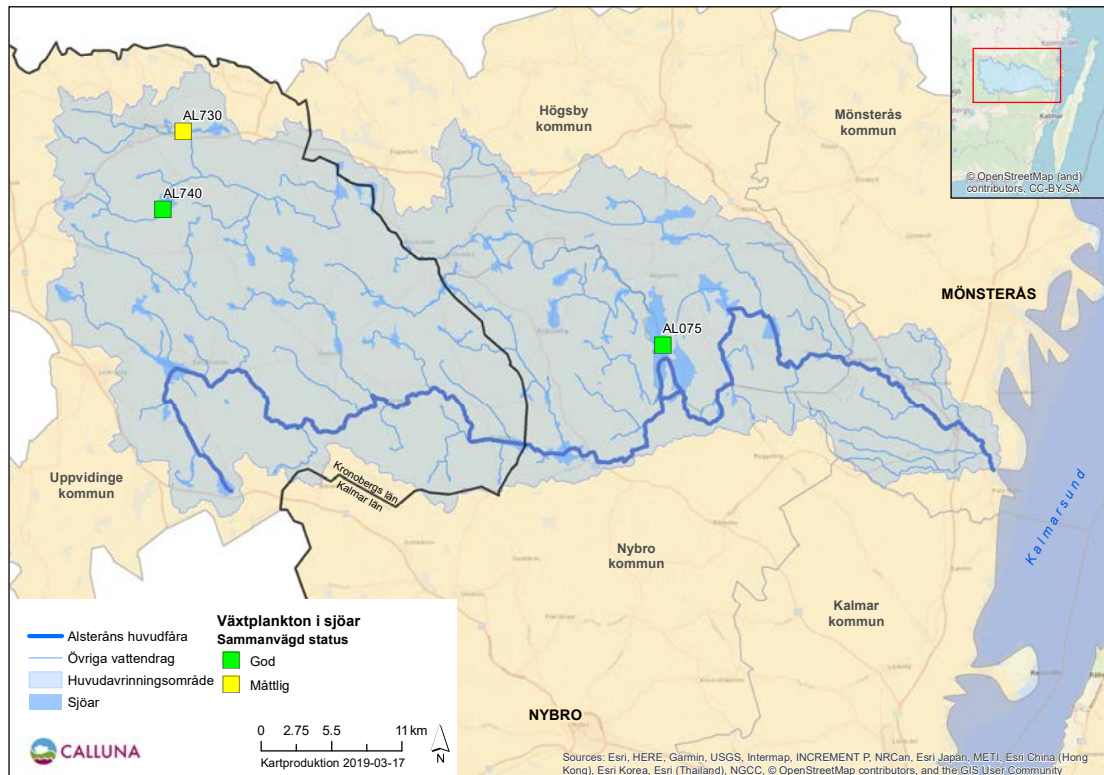 AL730
AL740
AL075
Högsby
kommun
Mönsterås
kommun
© OpenStreetMap (and)
contributors, CC-BY-SA
MÖNSTERÅS
Uppvidinge
kommun
Kronobergs län
Kalmar län
Nybro
kommun
Kalmar
kommun
Kalmarsund
NYBRO
Alsteråns huvudfåra
Övriga vattendrag
Huvudavrinningsområde
Sjöar
Växtplankton i sjöar
Sammanvägd status
God
Måttlig
0 2.75 5.5 11 km
N
Kartproduktion 2019-03-17
CALLUNA
Sources: Esri, HERE, Garmin, USGS, Intermap, INCREMENT P, NRCan, Esri Japan, METI, Esri China (Hong
Kong), Esri Korea, Esri (Thailand), NGCC, © OpenStreetMap contributors, and the GIS User Community